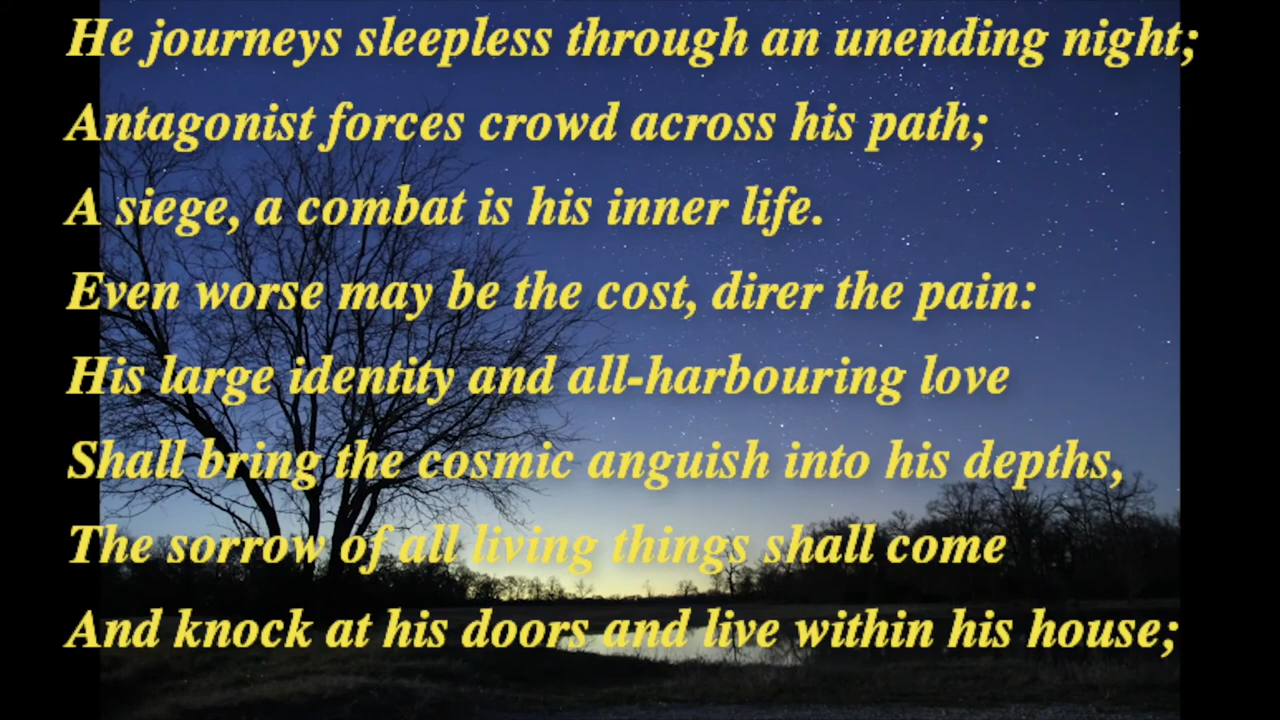 He journeys sleepless through an unending night;
Antagonist forces crowd across his path;
A siege, a combat is his inner life.
Even worse may be the cost, direr the pain:
His large identity and all-harbouring love
Shall bring the cosmic anguish into his depths,
The sorrow of all living things shall come
And knock at his doors and live within his house;